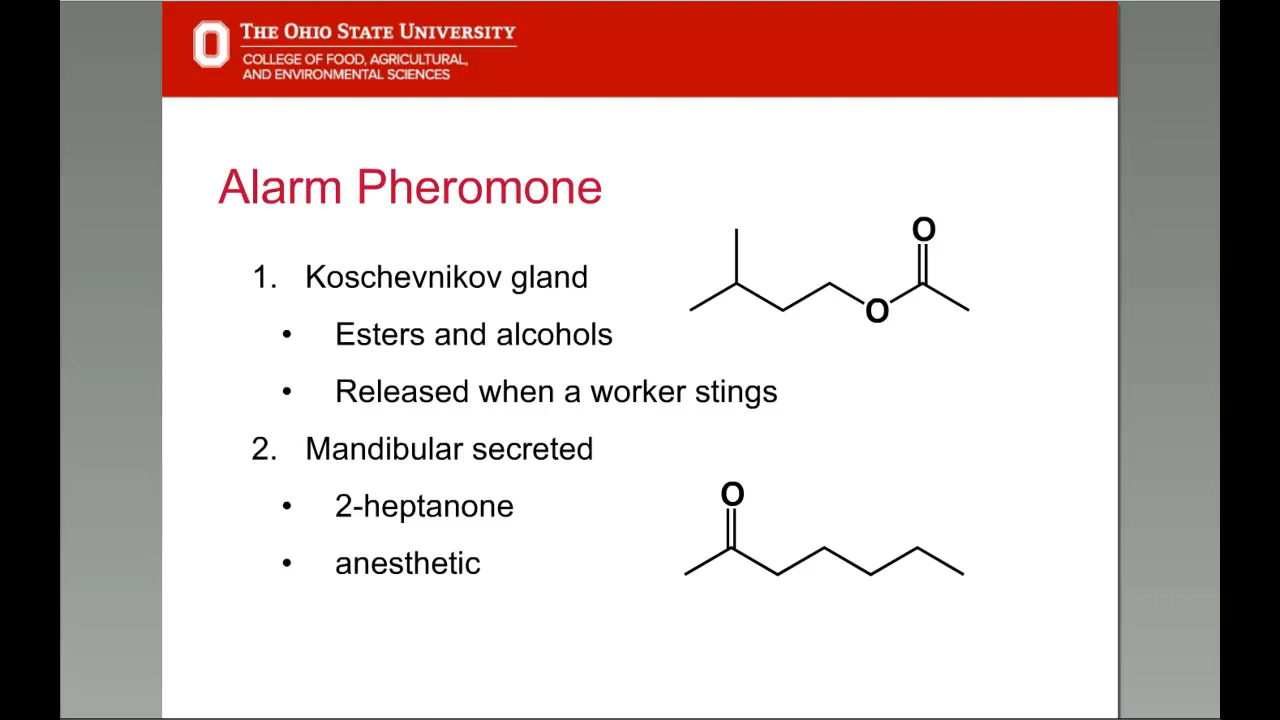 THE OHIO STATE UNIVERSITY
COLLEGE OF FOOD, AGRICULTURAL,
AND ENVIRONMENTAL SCIENCES
Alarm Pheromone
1. Koschevnikov gland
• Esters and alcohols
• Released when a worker stings
2. Mandibular secreted
• 2-heptanone
• anesthetic
O
O
O